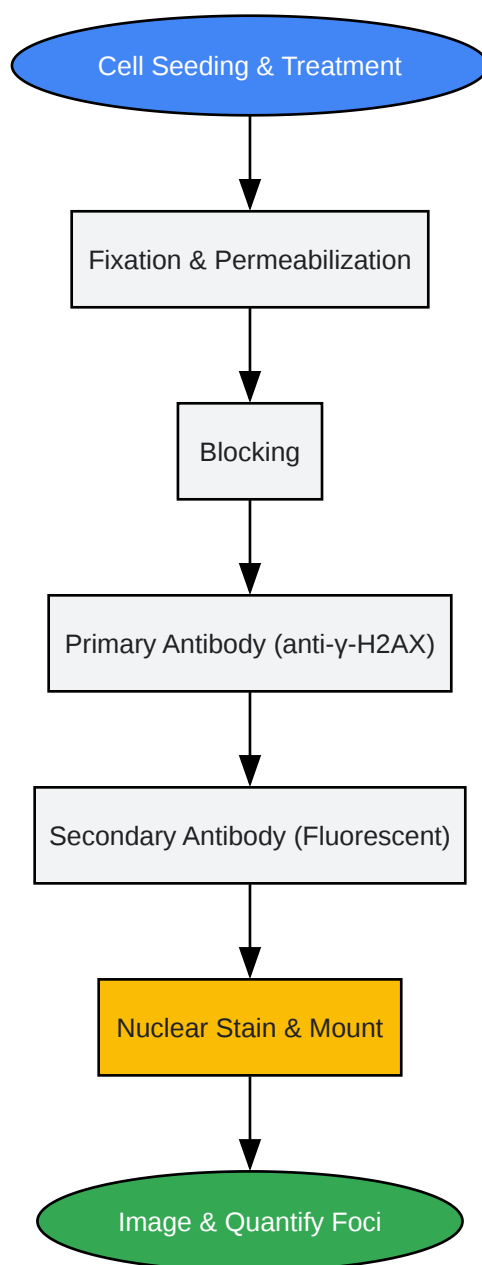 Cell Seeding & Treatment
Fixation & Permeabilization
Blocking
Primary Antibody (anti-γ-H2AX)
Secondary Antibody (Fluorescent)
Nuclear Stain & Mount
Image & Quantify Foci